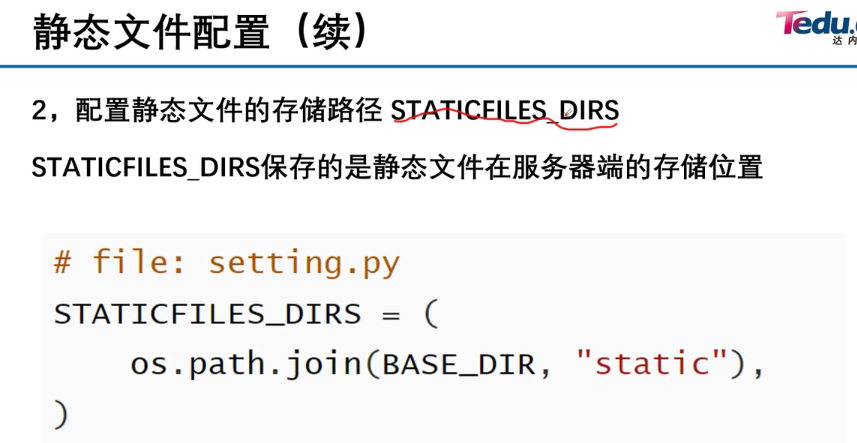 静态文件配置（续）
Tedu.
达内
2，配置静态文件的存储路径 STATICFILES_DIRS
STATICFILES_DIRS保存的是静态文件在服务器端的存储位置
# file: setting.py
STATICFILES_DIRS = (
    os.path.join(BASE_DIR, "static"),
)